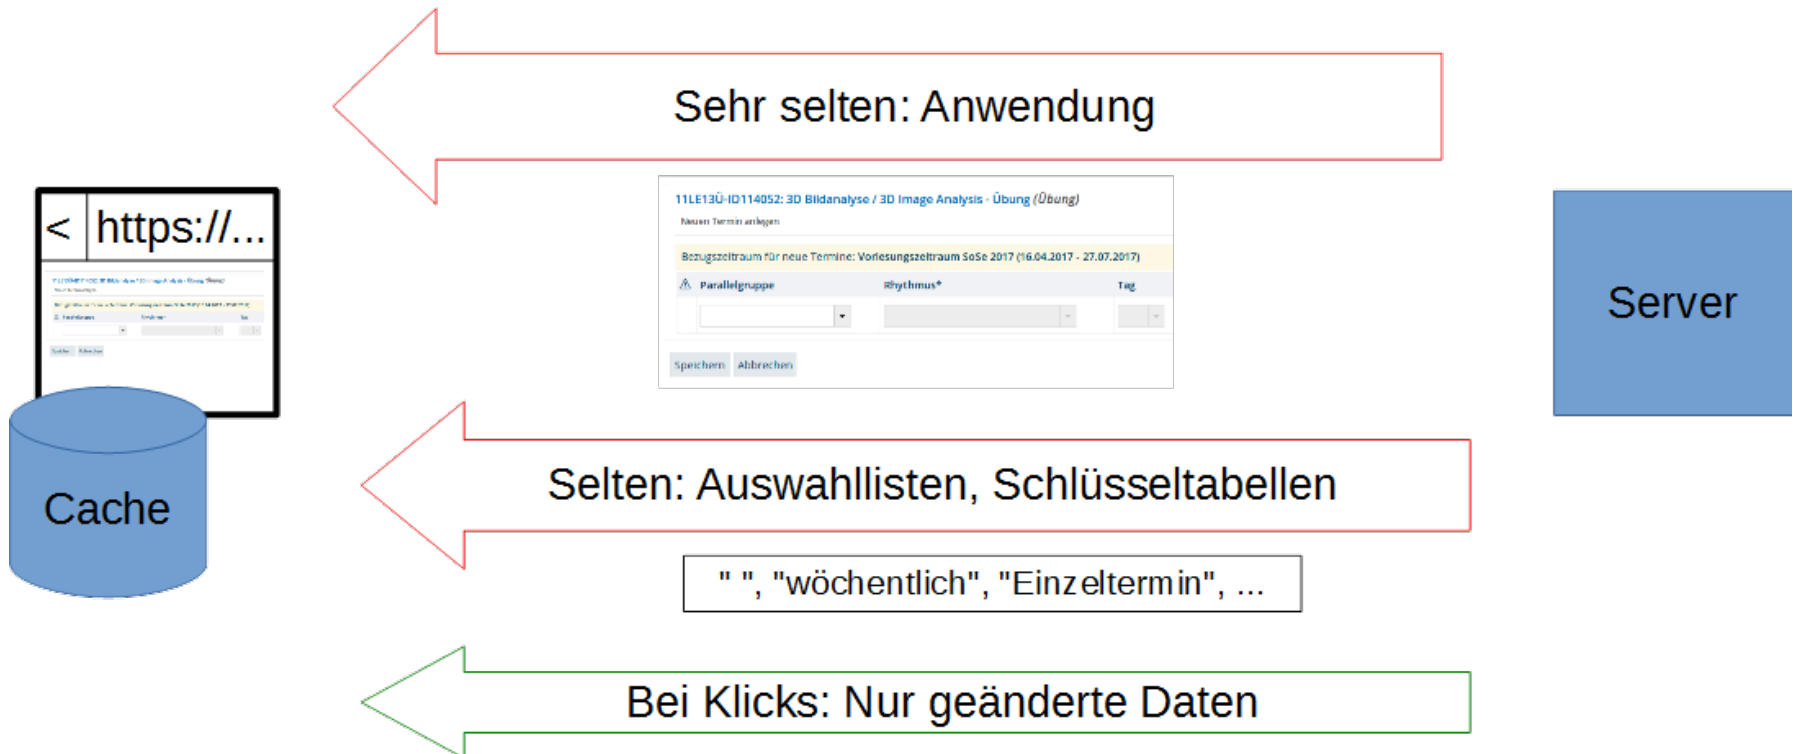 Sehr selten: Anwendung
< https://...
11LE13Ü-ID114052: 3D Bildanalyse / 3D Image Analysis - Übung (Übung)
Neuen Termin anlegen
Bezugszeitraum für neue Termine: Vorlesungszeitraum SoSe 2017 (16.04.2017 - 27.07.2017)
Parallelgruppe Rhythmus* Tag
Speichern Abbrechen
Server
Cache
Selten: Auswahllisten, Schlüsseltabellen
" ", "wöchentlich", "Einzeltermin", ...
Bei Klicks: Nur geänderte Daten